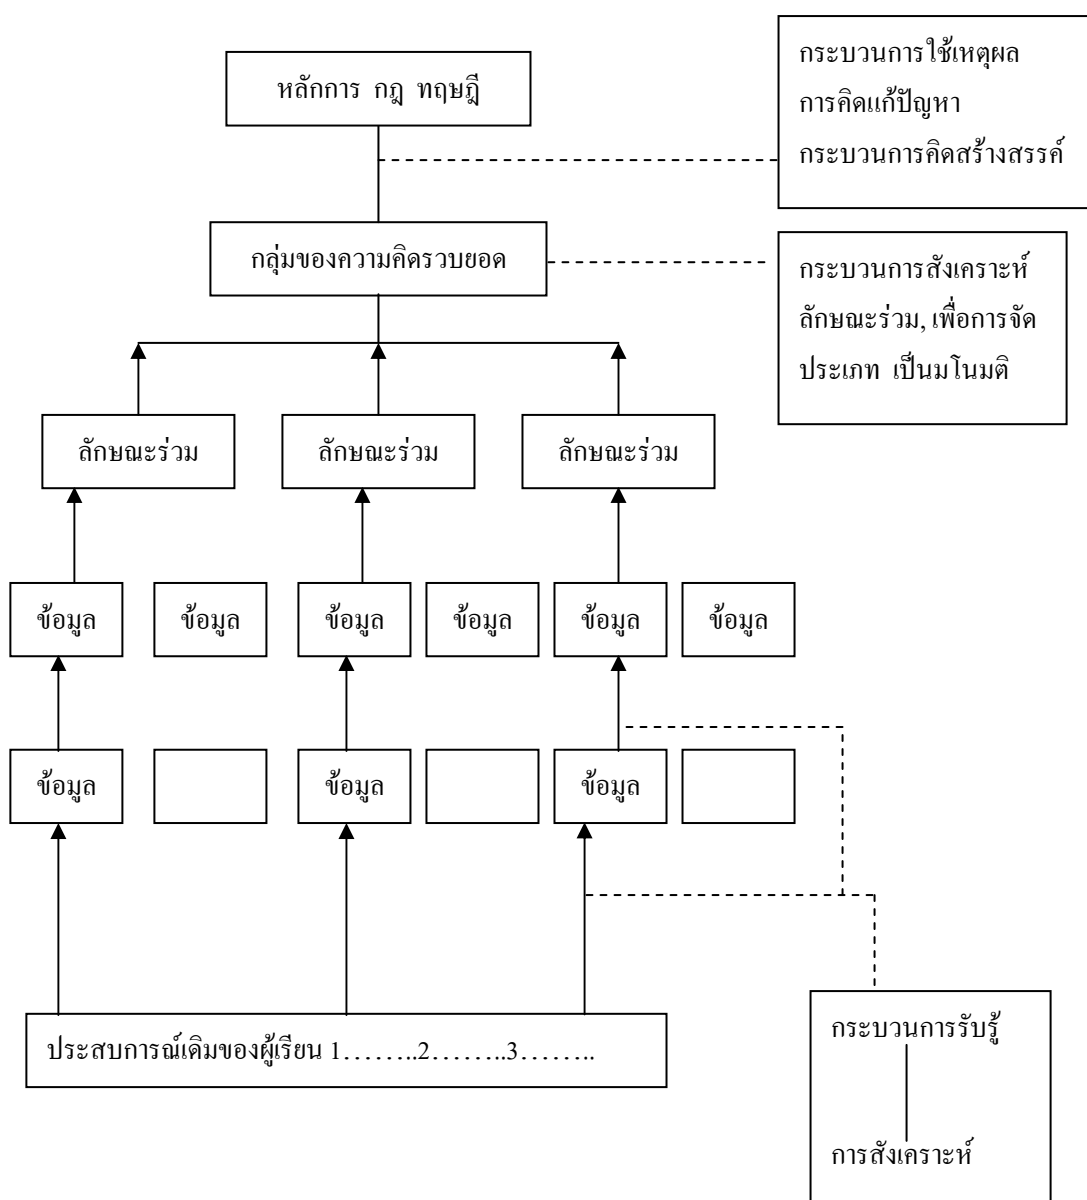 หลักการ กฎ ทฤษฎี
กระบวนการใช้เหตุผล
การคิดแก้ปัญหา
กระบวนการคิดสร้างสรรค์
กลุ่มของความคิดรวบยอด
กระบวนการสังเคราะห์
ลักษณะร่วม, เพื่อการจัด
ประเภท เป็นมโนมติ
ลักษณะร่วม ลักษณะร่วม ลักษณะร่วม
ข้อมูล ข้อมูล ข้อมูล ข้อมูล ข้อมูล ข้อมูล
ข้อมูล ข้อมูล ข้อมูล
ประสบการณ์เดิมของผู้เรียน 1……..2……..3……..
กระบวนการรับรู้
การสังเคราะห์